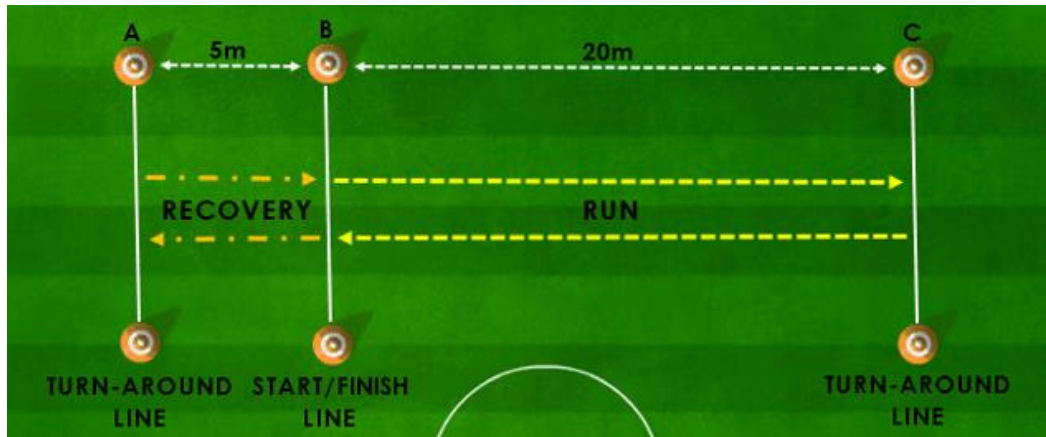 A
B
C
5m
20m
RECOVERY
RUN
TURN-AROUND
LINE
START/FINISH
LINE
TURN-AROUND
LINE